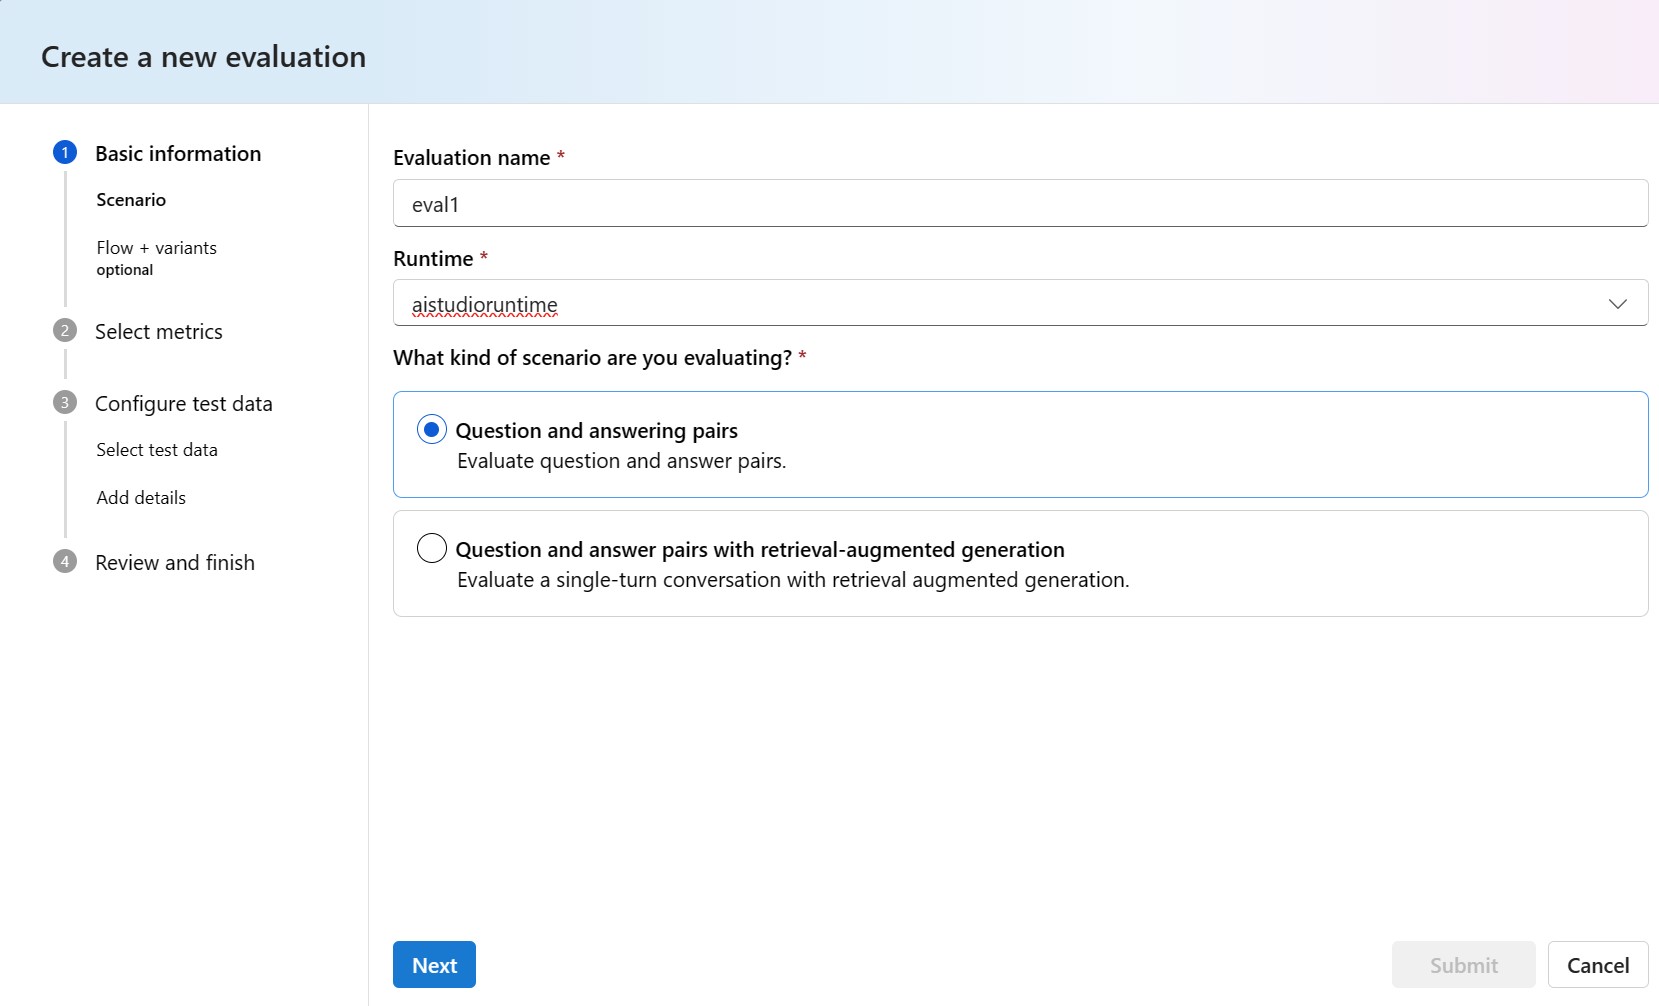 Create a new evaluation
1 Basic information
Scenario
Flow + variants
optional
2 Select metrics
3 Configure test data
Select test data
Add details
4 Review and finish
Evaluation name *
eval1
Runtime *
aistudioruntime
What kind of scenario are you evaluating? *
Question and answering pairs
Evaluate question and answer pairs.
Question and answer pairs with retrieval-augmented generation
Evaluate a single-turn conversation with retrieval augmented generation.
Next
Submit
Cancel